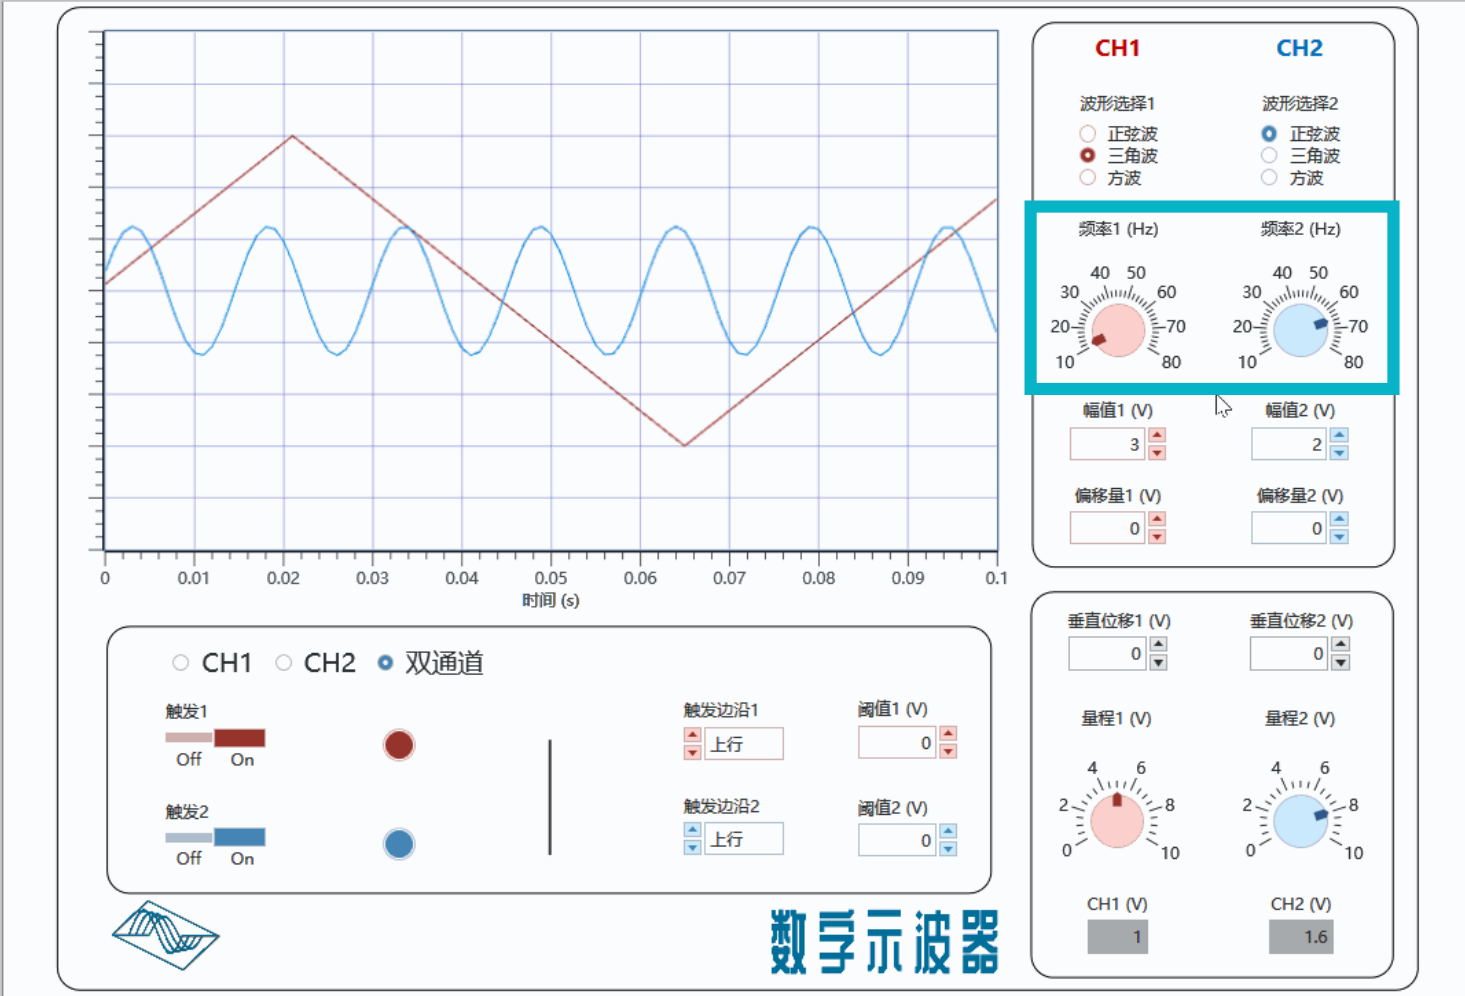 CH1 CH2
波形选择1 波形选择2
正弦波 正弦波
三角波 三角波
方波 方波
频率1 (Hz) 频率2 (Hz)
40 50 40 50
30 60 30 60
20 70 20 70
10 80 10 80
幅值1 (V) 幅值2 (V)
3 2
偏移量1 (V) 偏移量2 (V)
0 0
0 0.01 0.02 0.03 0.04 0.05 0.06 0.07 0.08 0.09 0.1
时间 (s)
CH1 CH2 双通道
触发1 触发边沿1 阈值1 (V)
上行 0
Off On
触发2 触发边沿2 阈值2 (V)
上行 0
Off On
数字示波器
垂直位移1 (V) 垂直位移2 (V)
0 0
量程1 (V) 量程2 (V)
4 6 4 6
2 8 2 8
0 10 0 10
CH1 (V) CH2 (V)
1 1.6